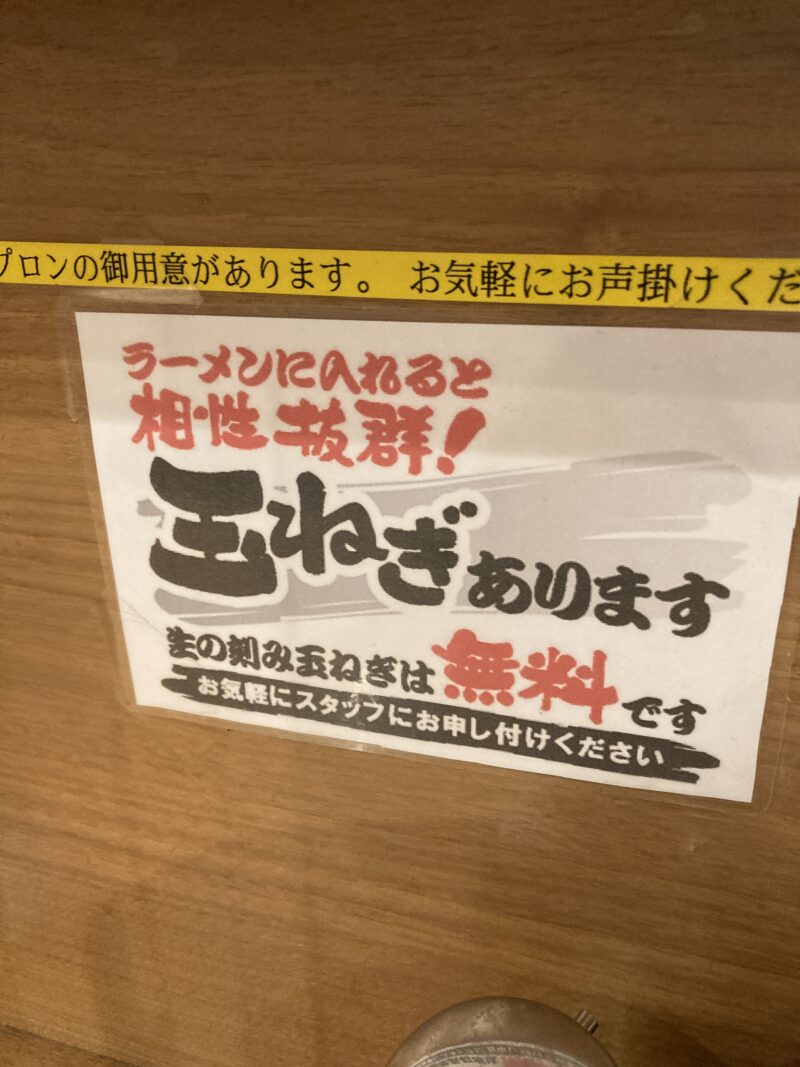 プロンの御用意があります。 お気軽にお声掛けくだ
ラーメンに入れると
相性抜群!
玉ねぎあります
生の刻み玉ねぎは無料です
お気軽にスタッフにお申し付けください